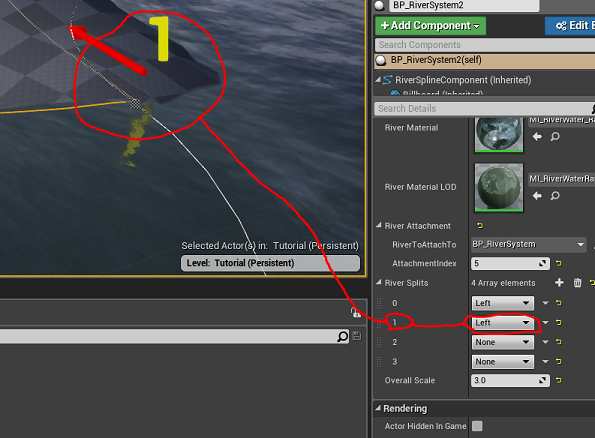 BP_RiverSystem2
+ Add Component
Edit B
Search Components
BP_RiverSystem2(self)
RiverSplineComponent (Inherited)
Billboard (Inherited)
Search Details
1
River Material
MI_RiverWater_Ra
River Material LOD
MI_RiverWaterRa
River Attachment
RiverToAttachTo
BP_RiverSystem
AttachmentIndex
5
River Splits
4 Array elements
0
Left
1
Left
2
None
3
None
Overall Scale
3.0
Rendering
Actor Hidden In Game
Selected Actor(s) in: Tutorial (Persistent)
Level: Tutorial (Persistent)